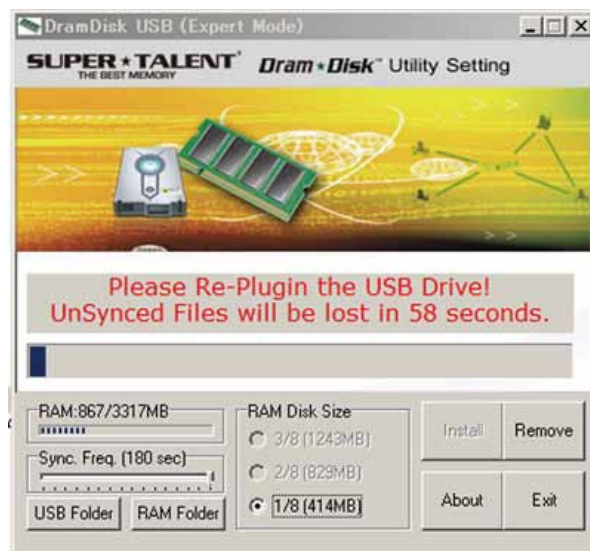 DramDisk USB (Expert Mode)
SUPER★TALENT
THE BEST MEMORY
Dram★Disk™ Utility Setting
Please Re-Plugin the USB Drive!
UnSynced Files will be lost in 58 seconds.
RAM:867/3317MB
Sync. Freq. (180 sec)
USB Folder
RAM Folder
RAM Disk Size
3/8 (1243MB)
2/8 (829MB)
1/8 (414MB)
Install
Remove
About
Exit